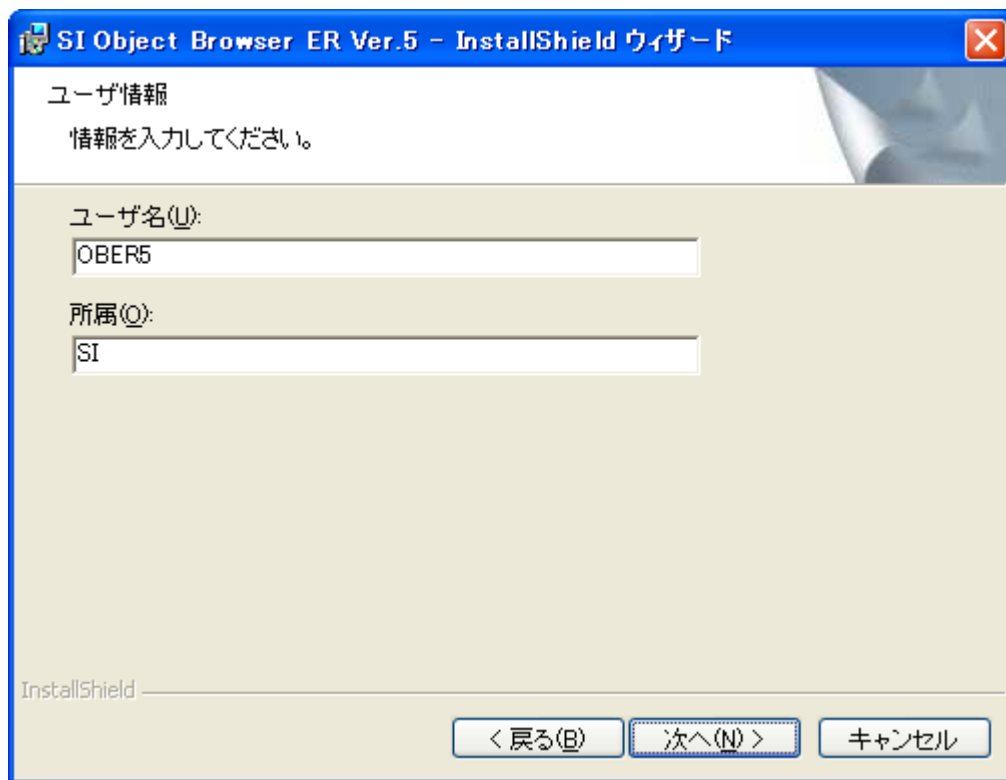 SI Object Browser ER Ver.5 - InstallShield ウィザード
ユーザ情報
情報を入力してください。
ユーザ名(U):
OBER5
所属(O):
SI
InstallShield
< 戻る(B)
次へ(N) >
キャンセル